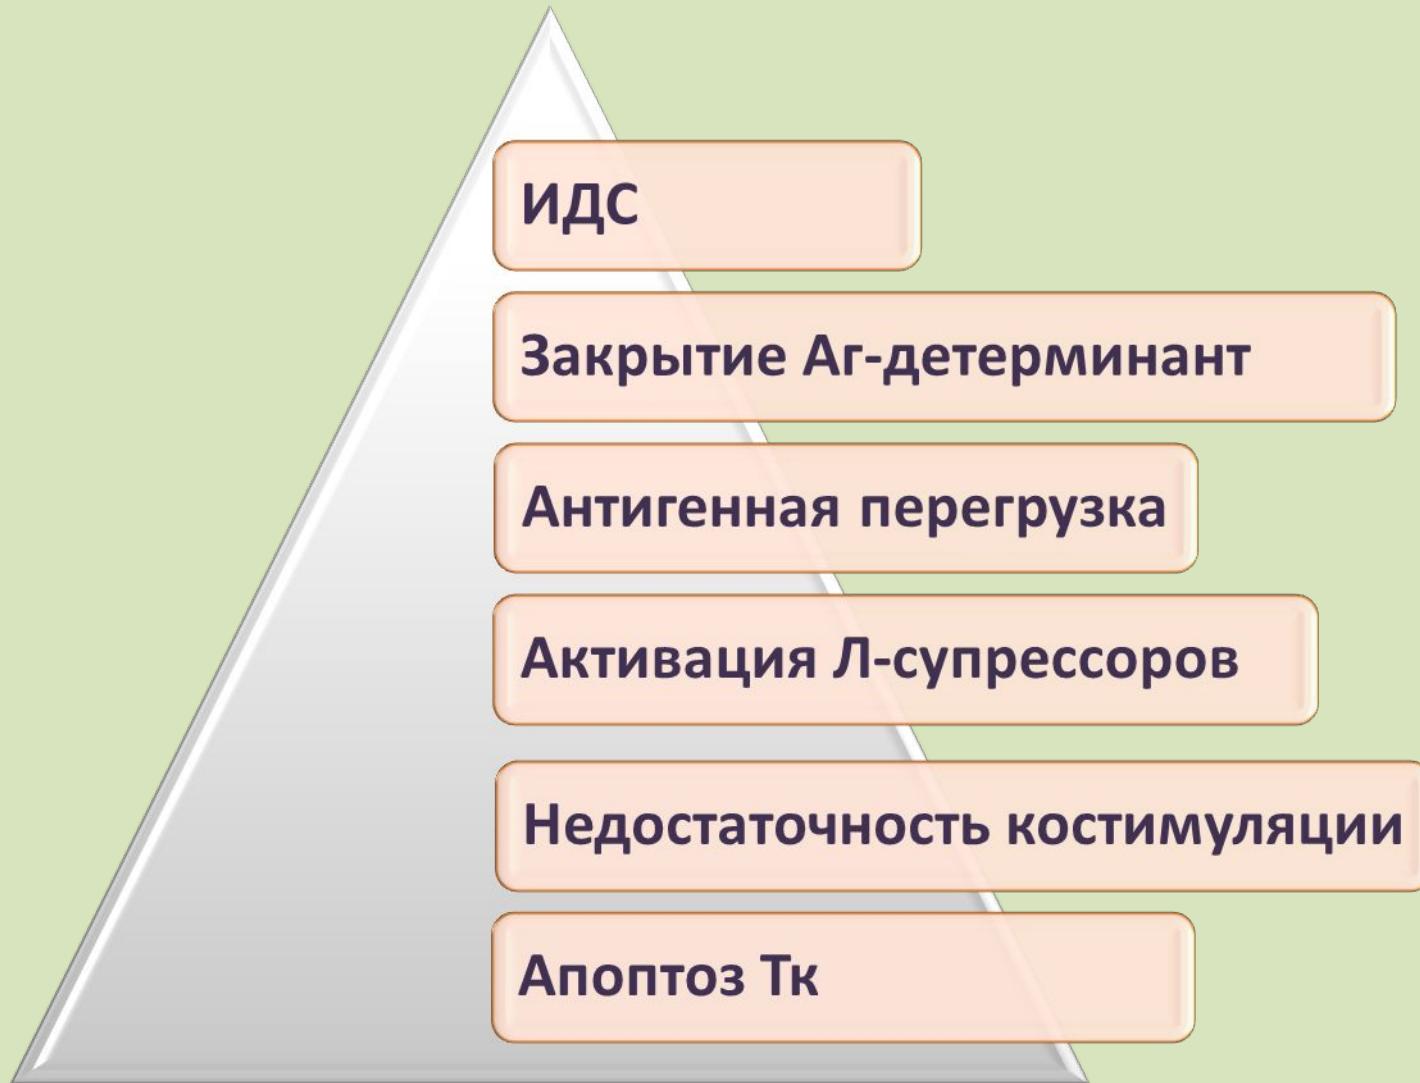 ИДС
Закрытие Аг-детерминант
Антигенная перегрузка
Активация Л-супрессоров
Недостаточность костимуляции
Апоптоз Тк